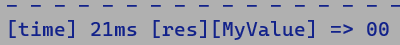 - - - - - - - - - - - - - - - - - - - - -
[time] 21ms [res][MyValue] => 00